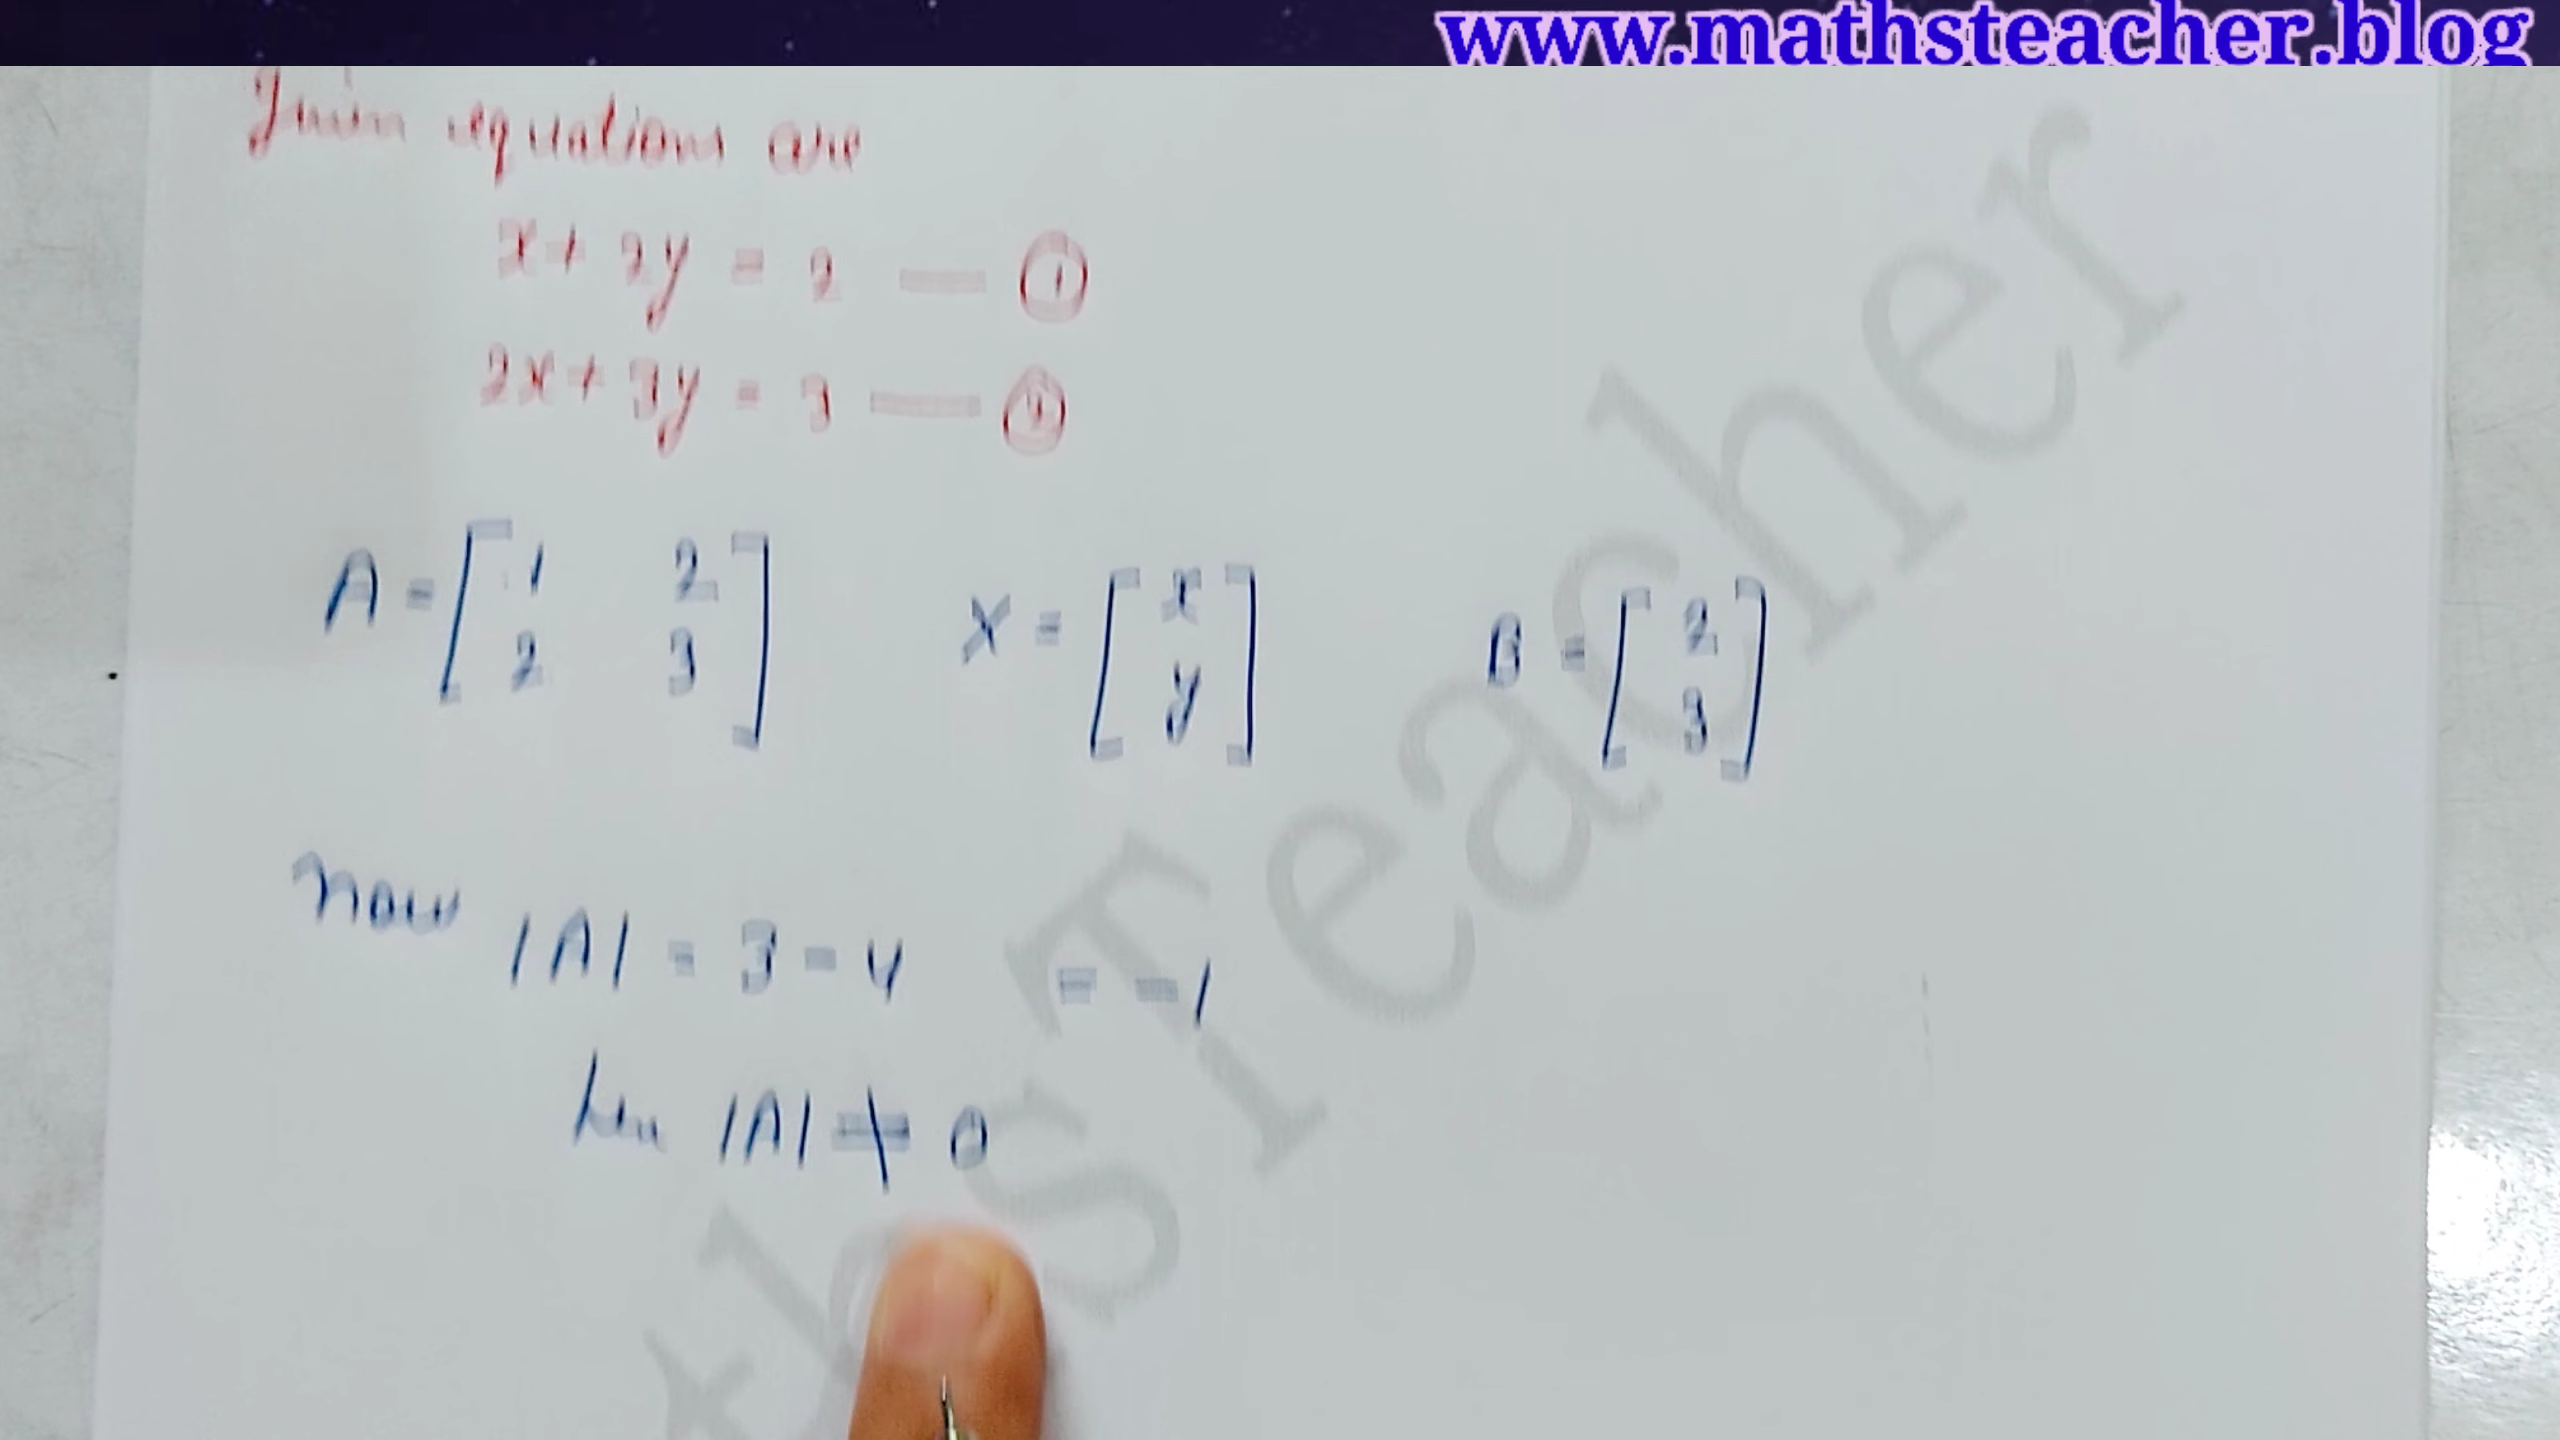 www.mathsteacher.blog
Given equations are
x + 2y = 2 — ①
2x + 3y = 3 — ②
A = [1 2 X = [x B = [2
2 3] y] 3]
Now |A| = 3 - 4 = -1
|A| ≠ 0
thsTeacher